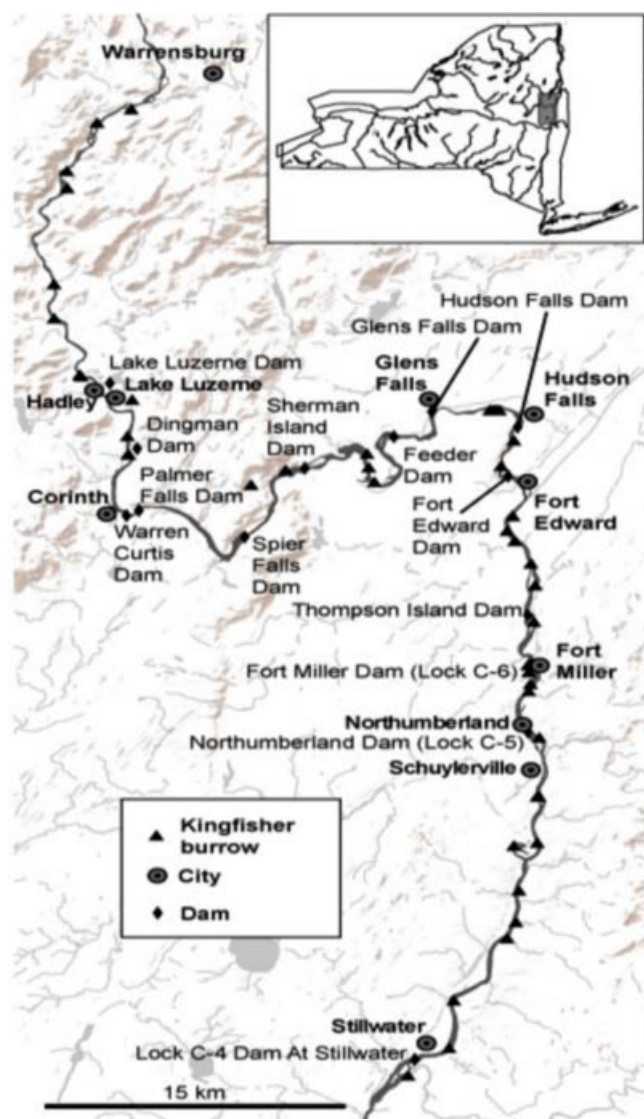 Warrensburg
Hudson Falls Dam
Glens Falls Dam
Lake Luzerne Dam
Lake Luzerne
Hadley
Glens
Falls
Hudson
Falls
Sherman
Island
Dam
Dingman
Dam
Feeder
Dam
Palmer
Falls Dam
Corinth
Warren
Curtis
Dam
Spier
Falls
Dam
Fort
Edward
Dam
Fort
Edward
Thompson Island Dam
Fort
Miller
Fort Miller Dam (Lock C-6)
Northumberland
Northumberland Dam (Lock C-5)
Schuylerville
Kingfisher
burrow
City
Dam
Stillwater
Lock C-4 Dam At Stillwater
15 km